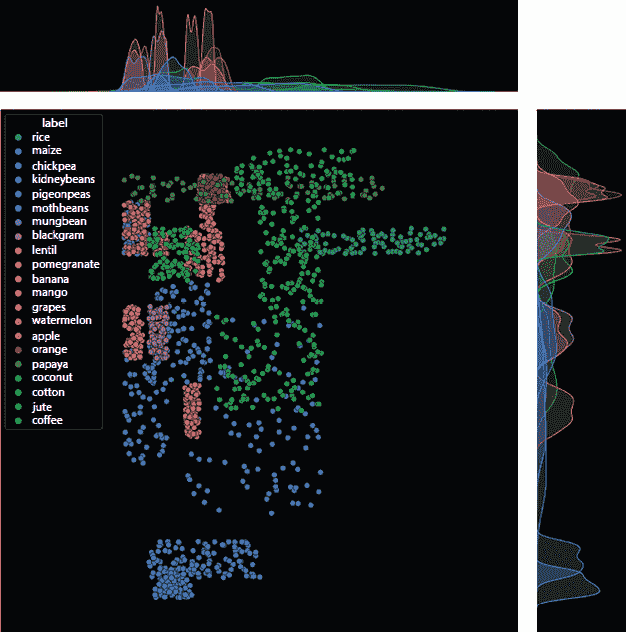 label
rice
maize
chickpea
kidneybeans
pigeonpeas
mothbeans
mungbean
blackgram
lentil
pomegranate
banana
mango
grapes
watermelon
apple
orange
papaya
coconut
cotton
jute
coffee